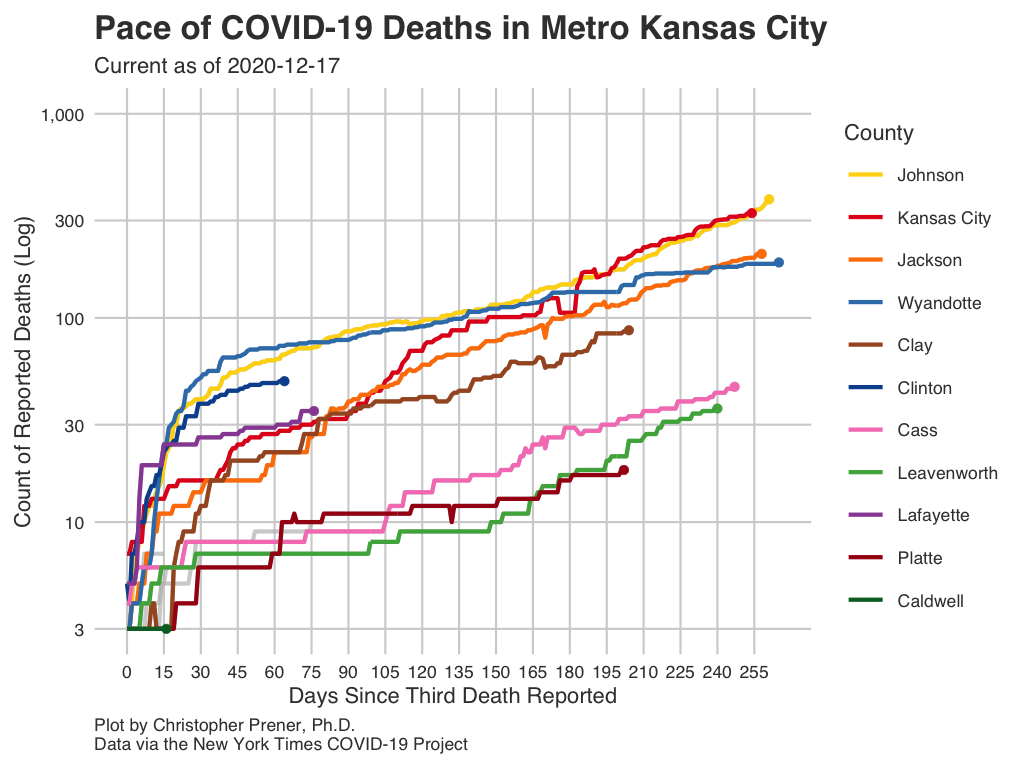 Pace of COVID-19 Deaths in Metro Kansas City
Current as of 2020-12-17
Count of Reported Deaths (Log)
1,000
300
100
30
10
3
0 15 30 45 60 75 90 105 120 135 150 165 180 195 210 225 240 255
Days Since Third Death Reported
County
Johnson
Kansas City
Jackson
Wyandotte
Clay
Clinton
Cass
Leavenworth
Lafayette
Platte
Caldwell
Plot by Christopher Prener, Ph.D.
Data via the New York Times COVID-19 Project